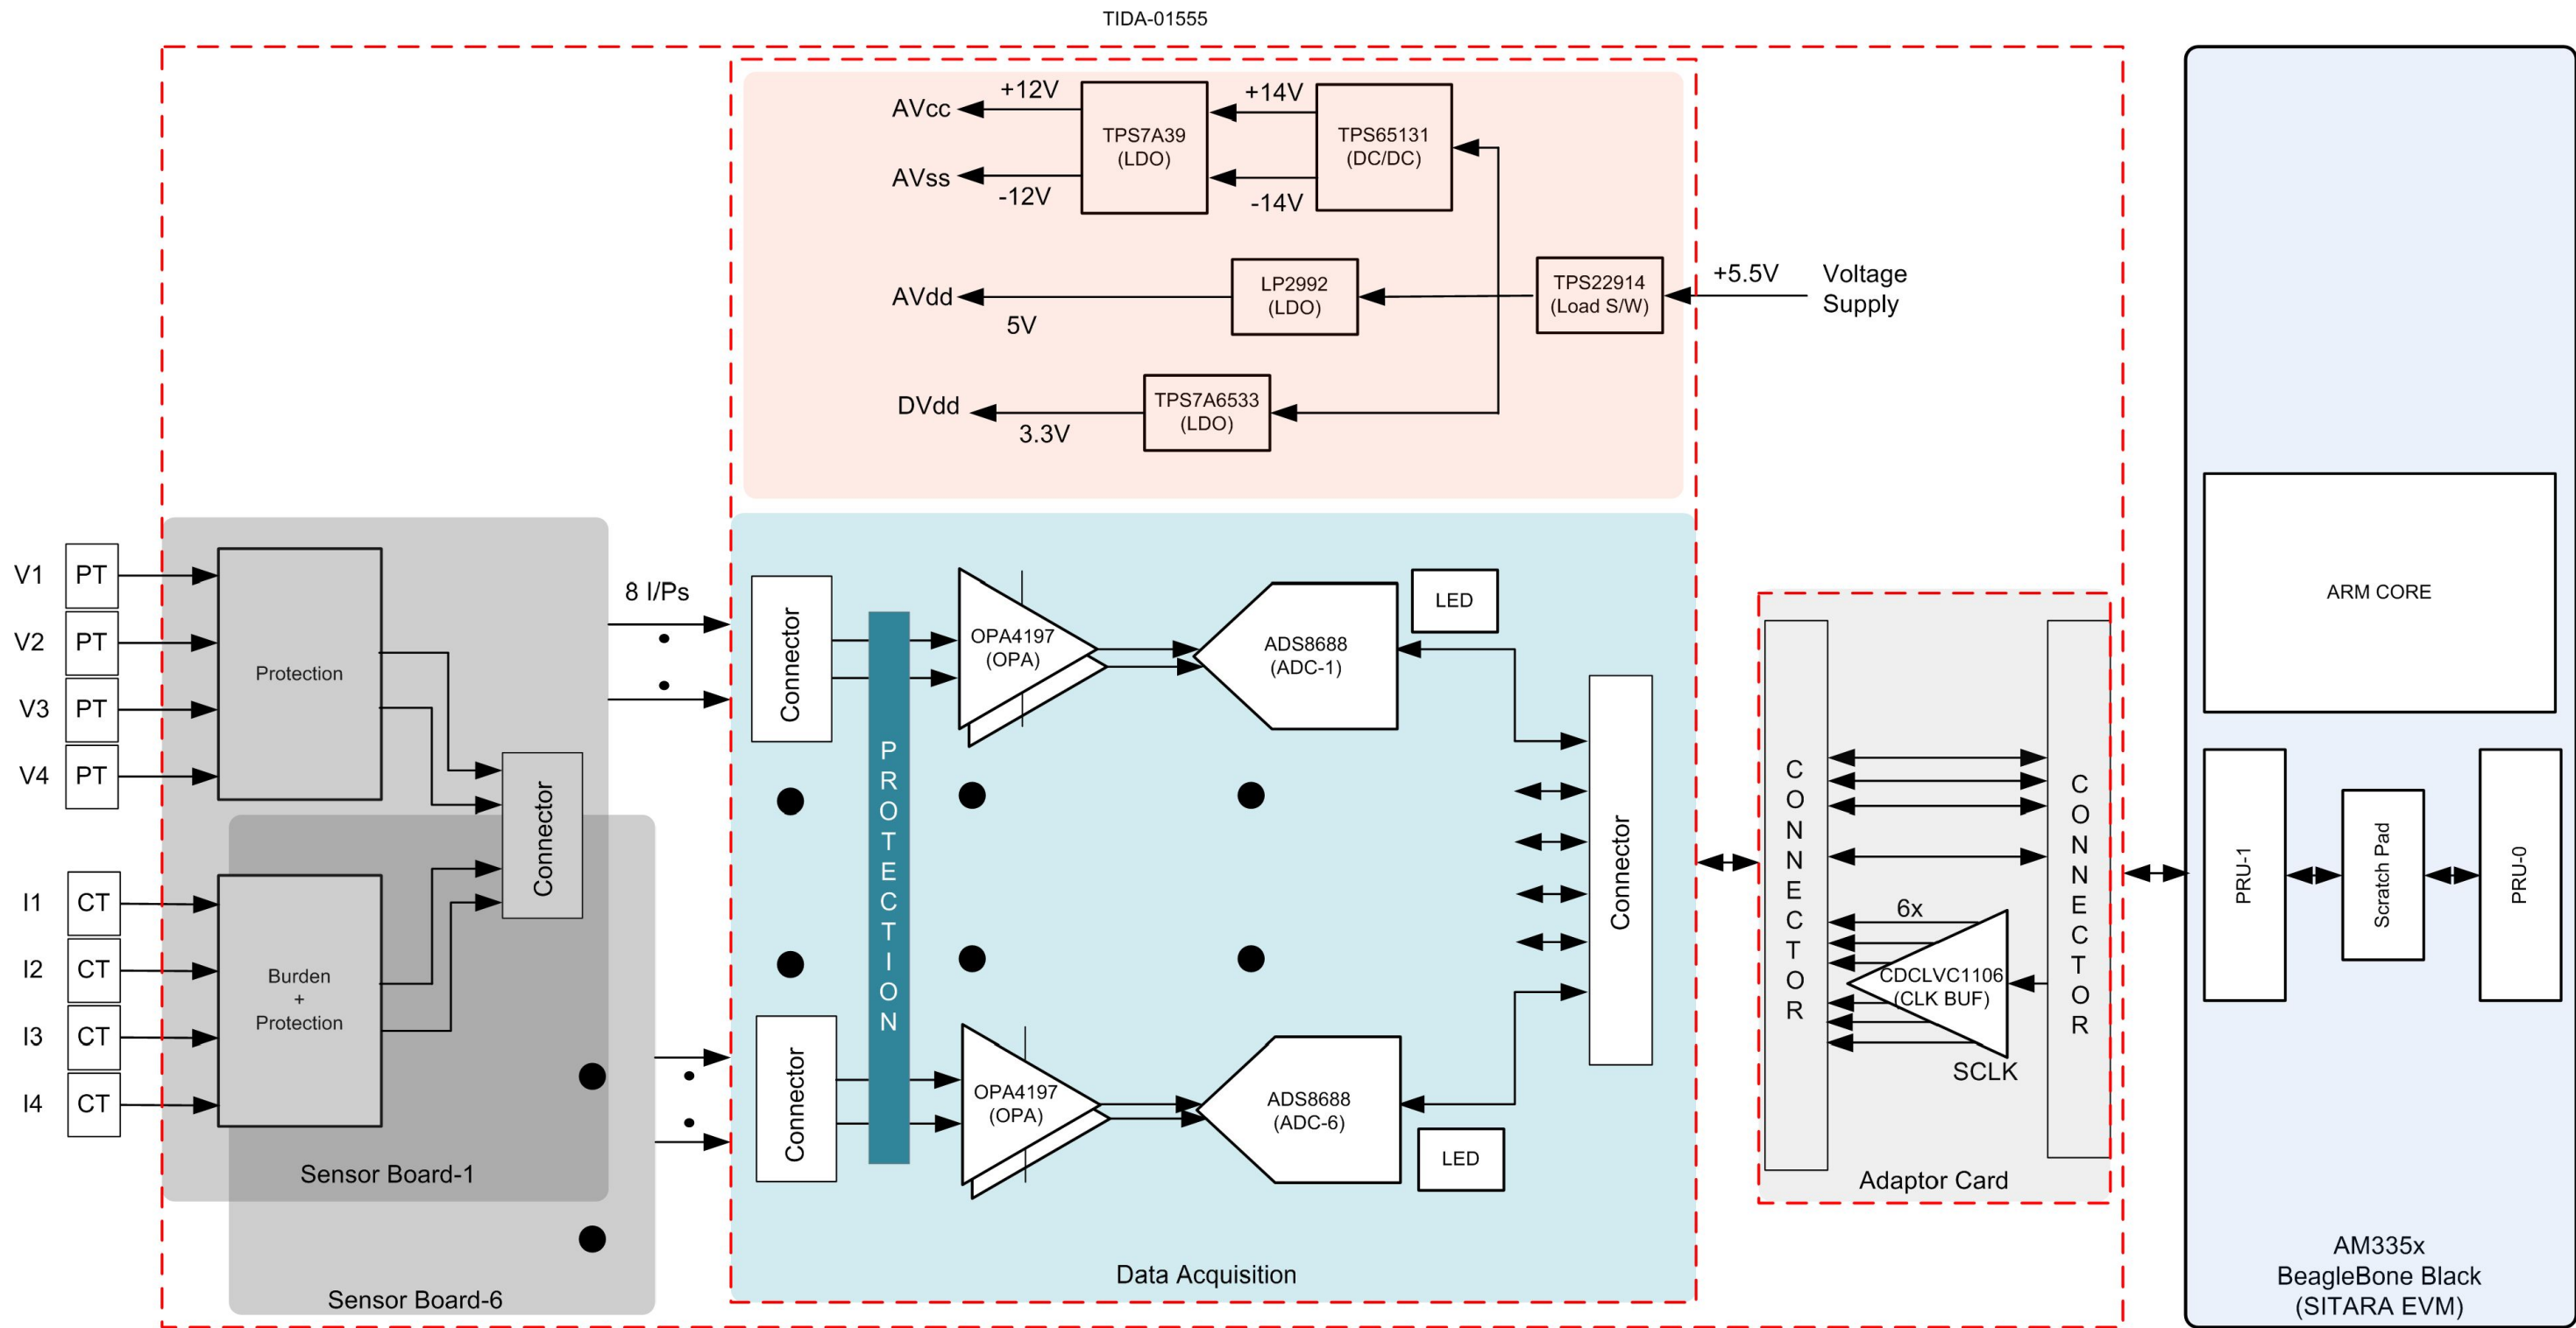 TIDA-01555
AVcc
+12V
AVss
-12V
TPS7A39
(LDO)
+14V
-14V
TPS65131
(DC/DC)
AVdd
5V
LP2992
(LDO)
TPS22914
(Load S/W)
+5.5V
Voltage
Supply
DVdd
3.3V
TPS7A6533
(LDO)
V1
PT
V2
PT
V3
PT
V4
PT
Protection
I1
CT
I2
CT
I3
CT
I4
CT
Burden
+
Protection
Connector
Sensor Board-1
Sensor Board-6
8 I/Ps
Connector
Connector
PROTECTION
OPA4197
(OPA)
ADS8688
(ADC-1)
LED
OPA4197
(OPA)
ADS8688
(ADC-6)
LED
Connector
Data Acquisition
CONNECTOR
6x
CDCLVC1106
(CLK BUF)
SCLK
CONNECTOR
Adaptor Card
ARM CORE
PRU-1
Scratch Pad
PRU-0
AM335x
BeagleBone Black
(SITARA EVM)